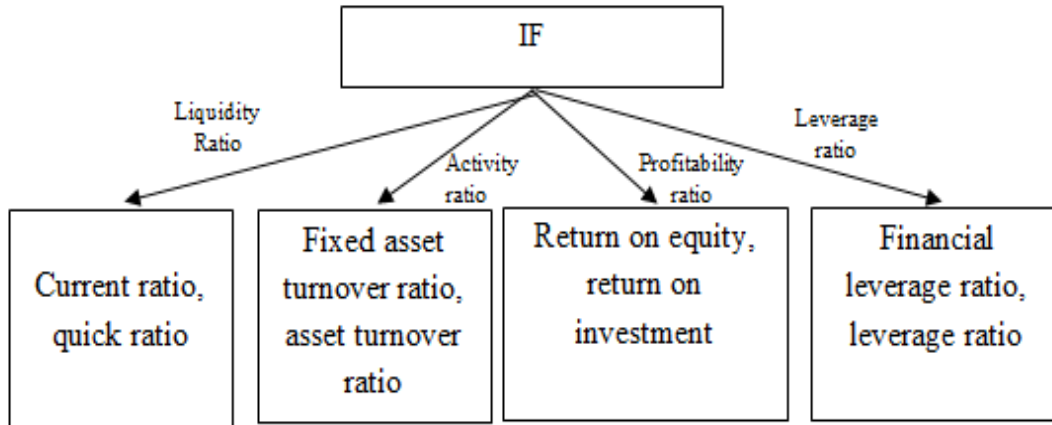 IF
Liquidity
Ratio
Activity
ratio
Profitability
ratio
Leverage
ratio
Current ratio,
quick ratio
Fixed asset
turnover ratio,
asset turnover
ratio
Return on equity,
return on
investment
Financial
leverage ratio,
leverage ratio